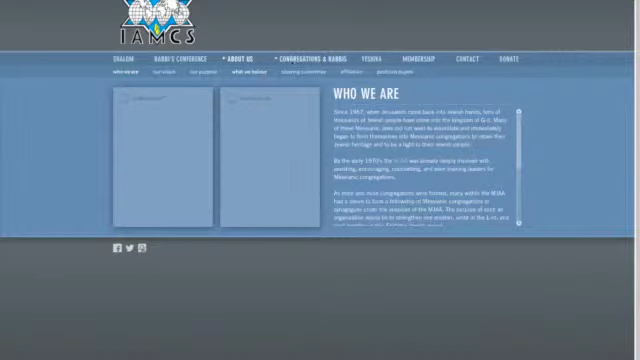 IAMCS
SHALOM RABBI'S CONFERENCE ABOUT US CONGREGATIONS & RABBIS YESHIVA MEMBERSHIP CONTACT DONATE
who we are our vision our purpose what we believe steering committee affiliation position papers
WHO WE ARE
Since 1967, when Jerusalem came back into Jewish hands, tens of
thousands of Jewish people have come into the kingdom of G-d. Many
of these Messianic Jews did not want to assimilate and immediately
began to form themselves into Messianic congregations to retain their
Jewish heritage and to be a light to their Jewish people.
By the early 1970's the MJAA was already deeply involved with
assisting, encouraging, counselling, and even training leaders for
Messianic congregations.
As more and more congregations were formed, many within the MJAA
had a desire to form a fellowship of Messianic congregations or
synagogues under the auspices of the MJAA. The purpose of such an
organization would be to strengthen one another, unite in the L-rd, and